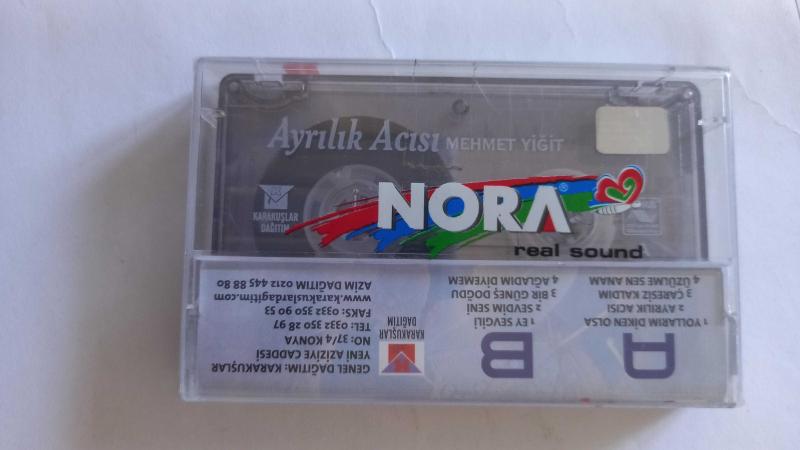 Ayrılık Acısı MEHMET YİĞİT
KARAKUŞLAR
DAĞITIM
NORA®
real sound
A
1 YOLLARIM DİKEN OLSA
2 AYRILIK ACISI
3 ÇARESİZ KALDIM
4 ÜZÜLME SEN ANAM
B
1 EY SEVGİLİ
2 SEVDİM SENİ
3 BİR GÜNEŞ DOĞDU
4 AĞLADIM DİYEMEM
KARAKUŞLAR
DAĞITIM
GENEL DAĞITIM: KARAKUŞLAR
YENİ AZİZİYE CADDESİ
NO: 37/4 KONYA
TEL: 0332 350 28 97
FAKS: 0332 350 90 53
www.karakuslardagitim.com
AZİM DAĞITIM 0212 445 88 80